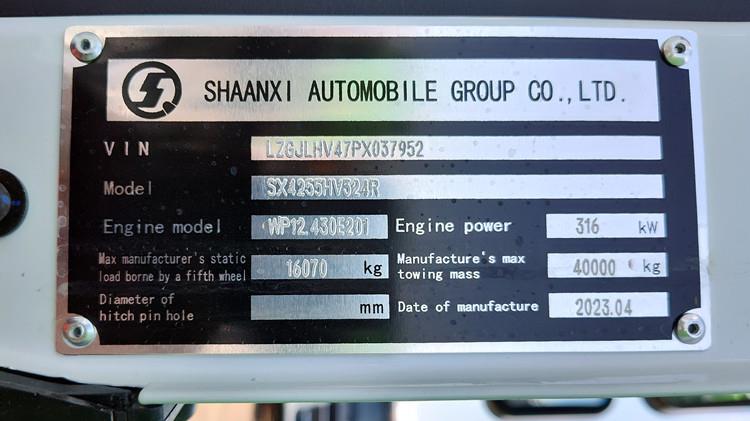 SHAANXI AUTOMOBILE GROUP CO.,LTD.
VIN LZGJLHV47PX037952
Model SX4255HV324R
Engine model WP12.430E201 Engine power 316 kW
Max manufacturer's static load borne by a fifth wheel 16070 kg Manufacture's max towing mass 40000 kg
Diameter of hitch pin hole mm Date of manufacture 2023.04